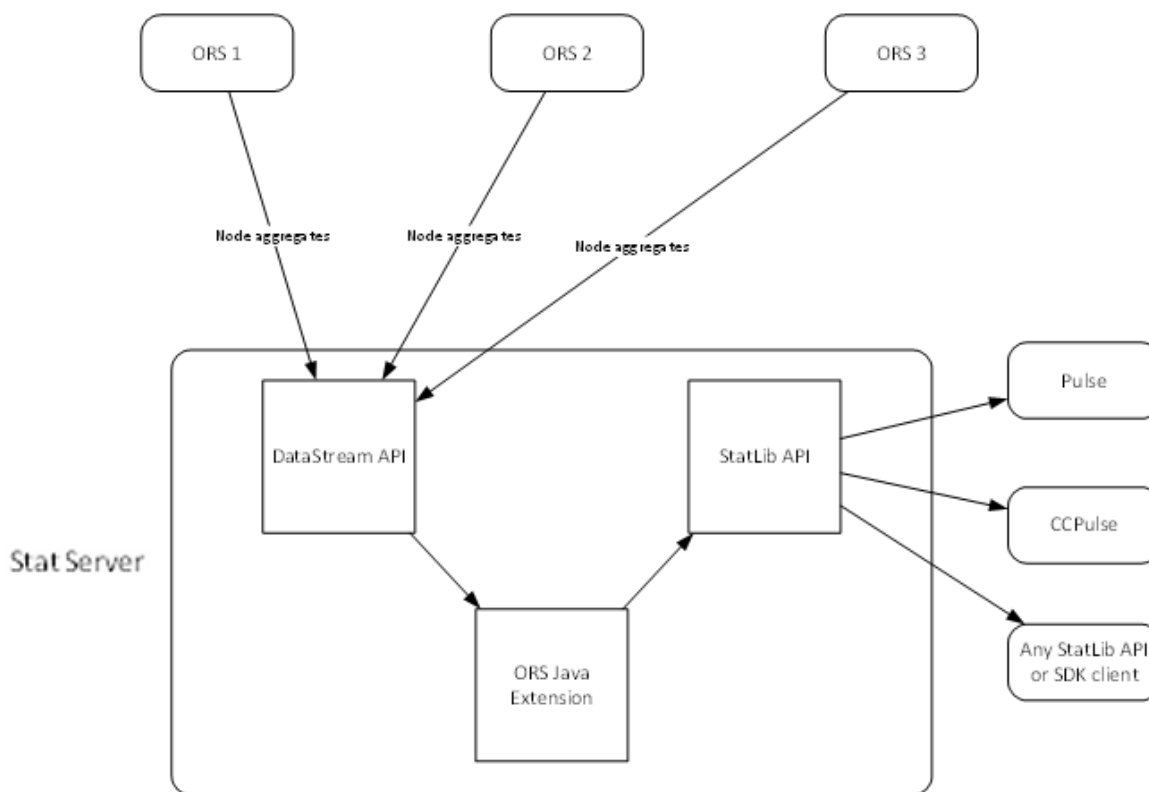 ORS 1
ORS 2
ORS 3
Node aggregates
Node aggregates
Node aggregates
DataStream API
StatLib API
Pulse
CCPulse
Stat Server
ORS Java
Extension
Any StatLib API
or SDK client